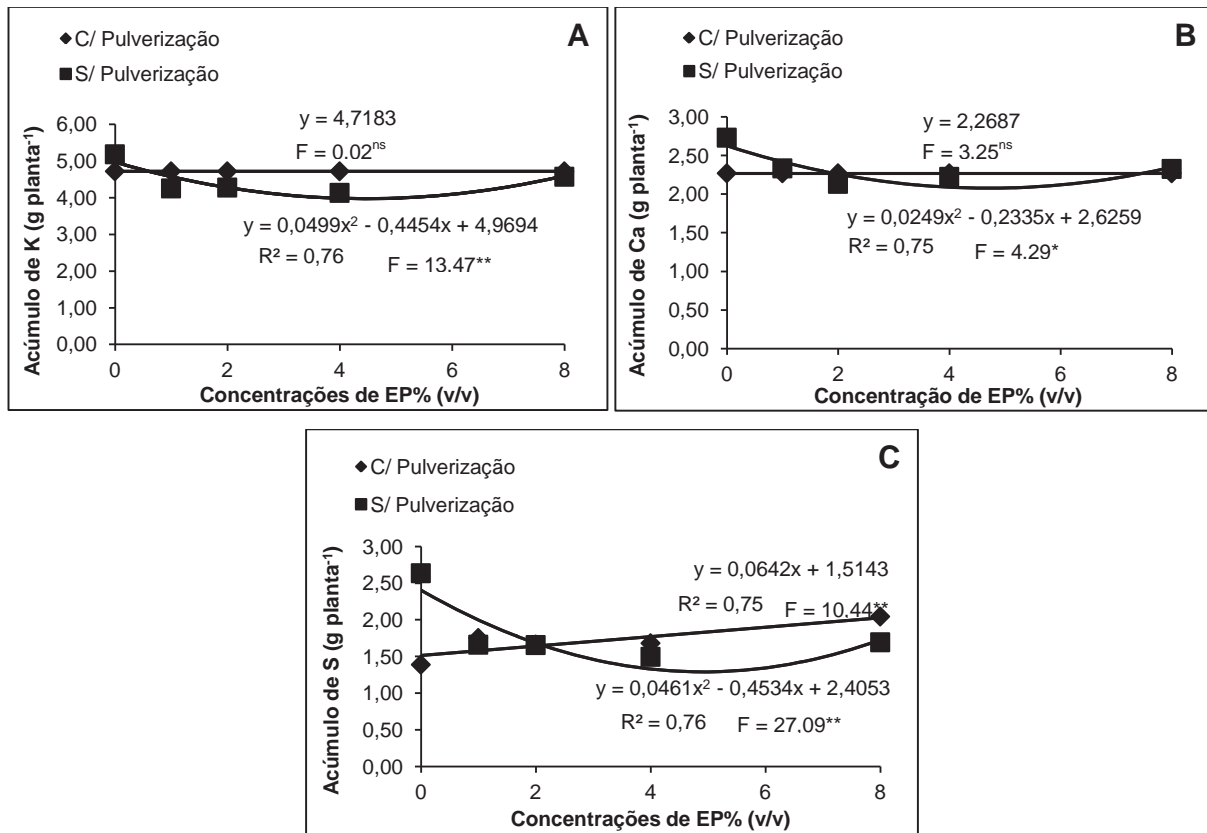 A
C/ Pulverização
S/ Pulverização
y = 4,7183
F = 0.02ns
y = 0,0499x2 - 0,4454x + 4,9694
R² = 0,76 F = 13.47**
Acúmulo de K (g planta-1)
6,00
5,00
4,00
3,00
2,00
1,00
0,00
0 2 4 6 8
Concentrações de EP% (v/v)
B
C/ Pulverização
S/ Pulverização
y = 2,2687
F = 3.25ns
y = 0,0249x2 - 0,2335x + 2,6259
R² = 0,75 F = 4.29*
Acúmulo de Ca (g planta-1)
3,00
2,50
2,00
1,50
1,00
0,50
0,00
0 2 4 6 8
Concentração de EP% (v/v)
C
C/ Pulverização
S/ Pulverização
y = 0,0642x + 1,5143
R² = 0,75 F = 10.44**
y = 0,0461x2 - 0,4534x + 2,4053
R² = 0,76 F = 27.09**
Acúmulo de S (g planta-1)
3,00
2,50
2,00
1,50
1,00
0,50
0,00
0 2 4 6 8
Concentrações de EP% (v/v)